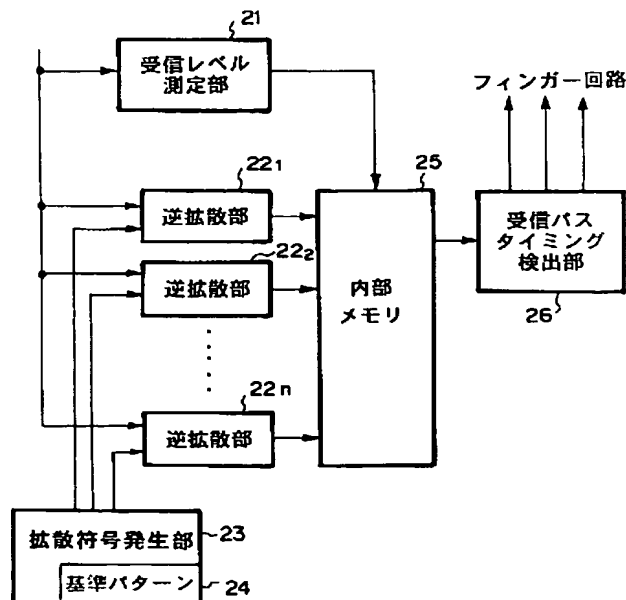 21
受信レベル
測定部
フィンガー回路
22₁
25
逆拡散部
受信パス
タイミング
検出部
22₂
逆拡散部
内部
メモリ
26
22n
逆拡散部
拡散符号発生部
23
基準パターン
24